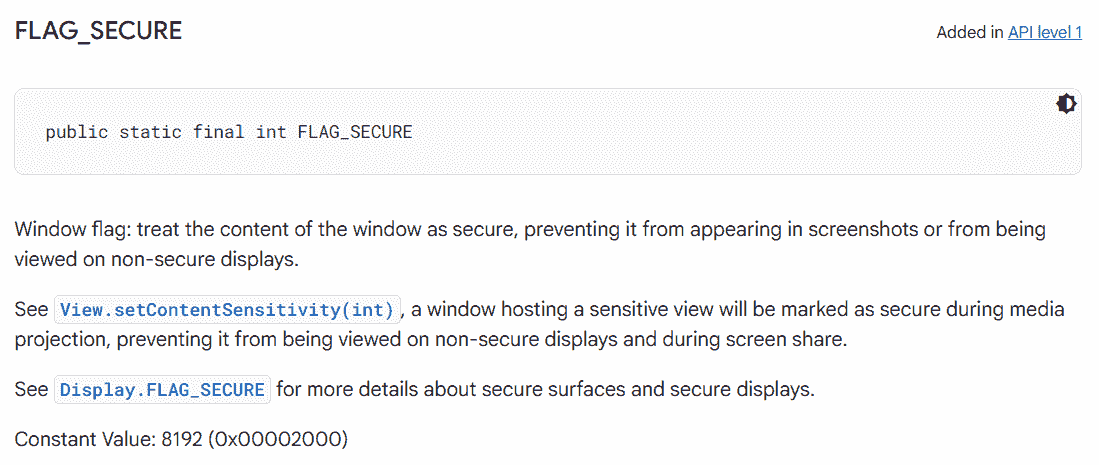 FLAG_SECURE
Added in API level 1
public static final int FLAG_SECURE
Window flag: treat the content of the window as secure, preventing it from appearing in screenshots or from being
viewed on non-secure displays.
See View.setContentSensitivity(int), a window hosting a sensitive view will be marked as secure during media
projection, preventing it from being viewed on non-secure displays and during screen share.
See Display.FLAG_SECURE for more details about secure surfaces and secure displays.
Constant Value: 8192 (0x00002000)